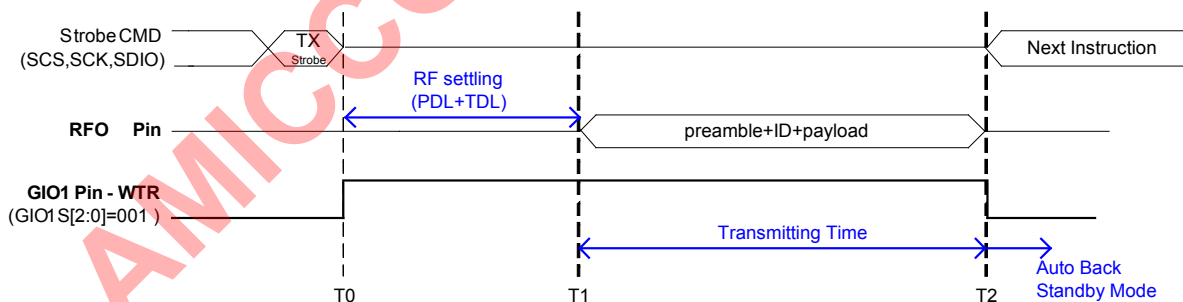 Strobe CMD
(SCS,SCK,SDIO)
TX
Strobe
Next Instruction
RF settling
(PDL+TDL)
RFO Pin
preamble+ID+payload
GIO1 Pin - WTR
(GIO1S[2:0]=001 )
Transmitting Time
Auto Back
Standby Mode
T0
T1
T2
AMICCO